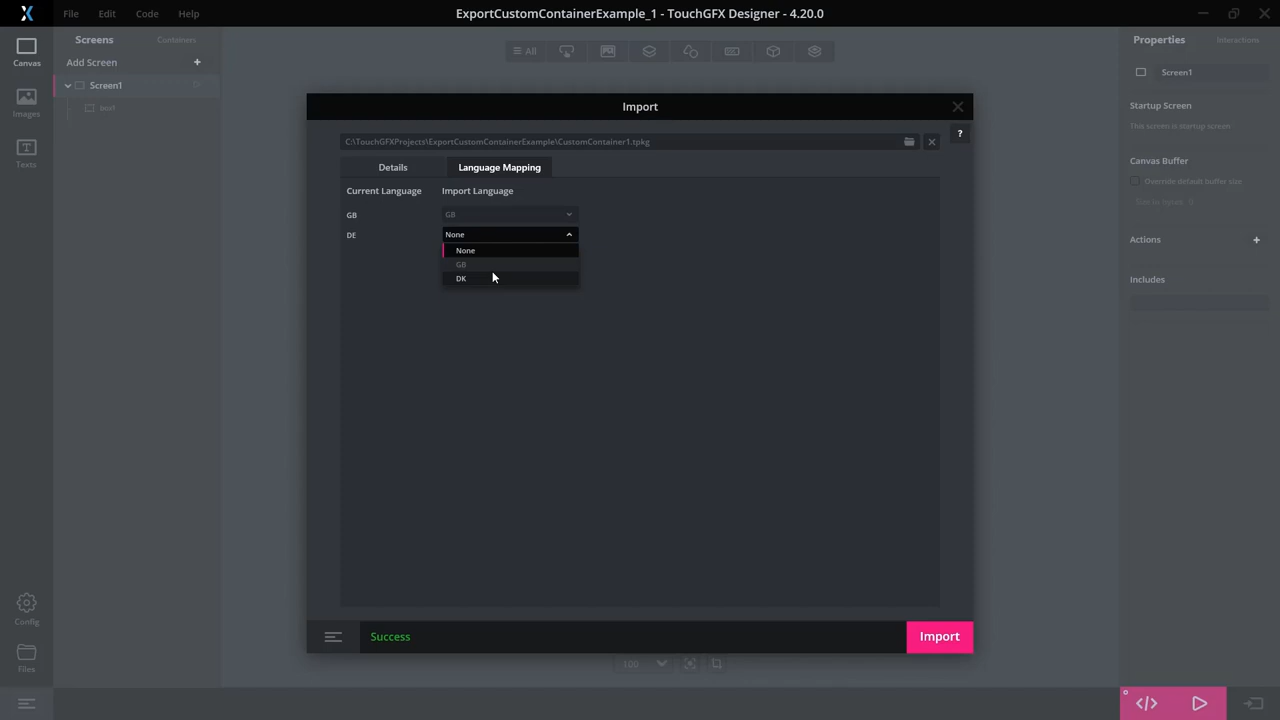 File Edit Code Help
ExportCustomContainerExample_1 - TouchGFX Designer - 4.20.0
Canvas
Images
Texts
Config
Files
Screens Containers
Add Screen +
Screen1
All
Import
?
C:\TouchGFXProjects\ExportCustomContainerExample\CustomContainer1.tpkg
Details Language Mapping
Current Language Import Language
GB GB
DE None
None
GB
DK
Success
Import
100
Properties Interactions
Screen1
Startup Screen
This screen is startup screen
Canvas Buffer
Override default buffer size
Actions +
Includes